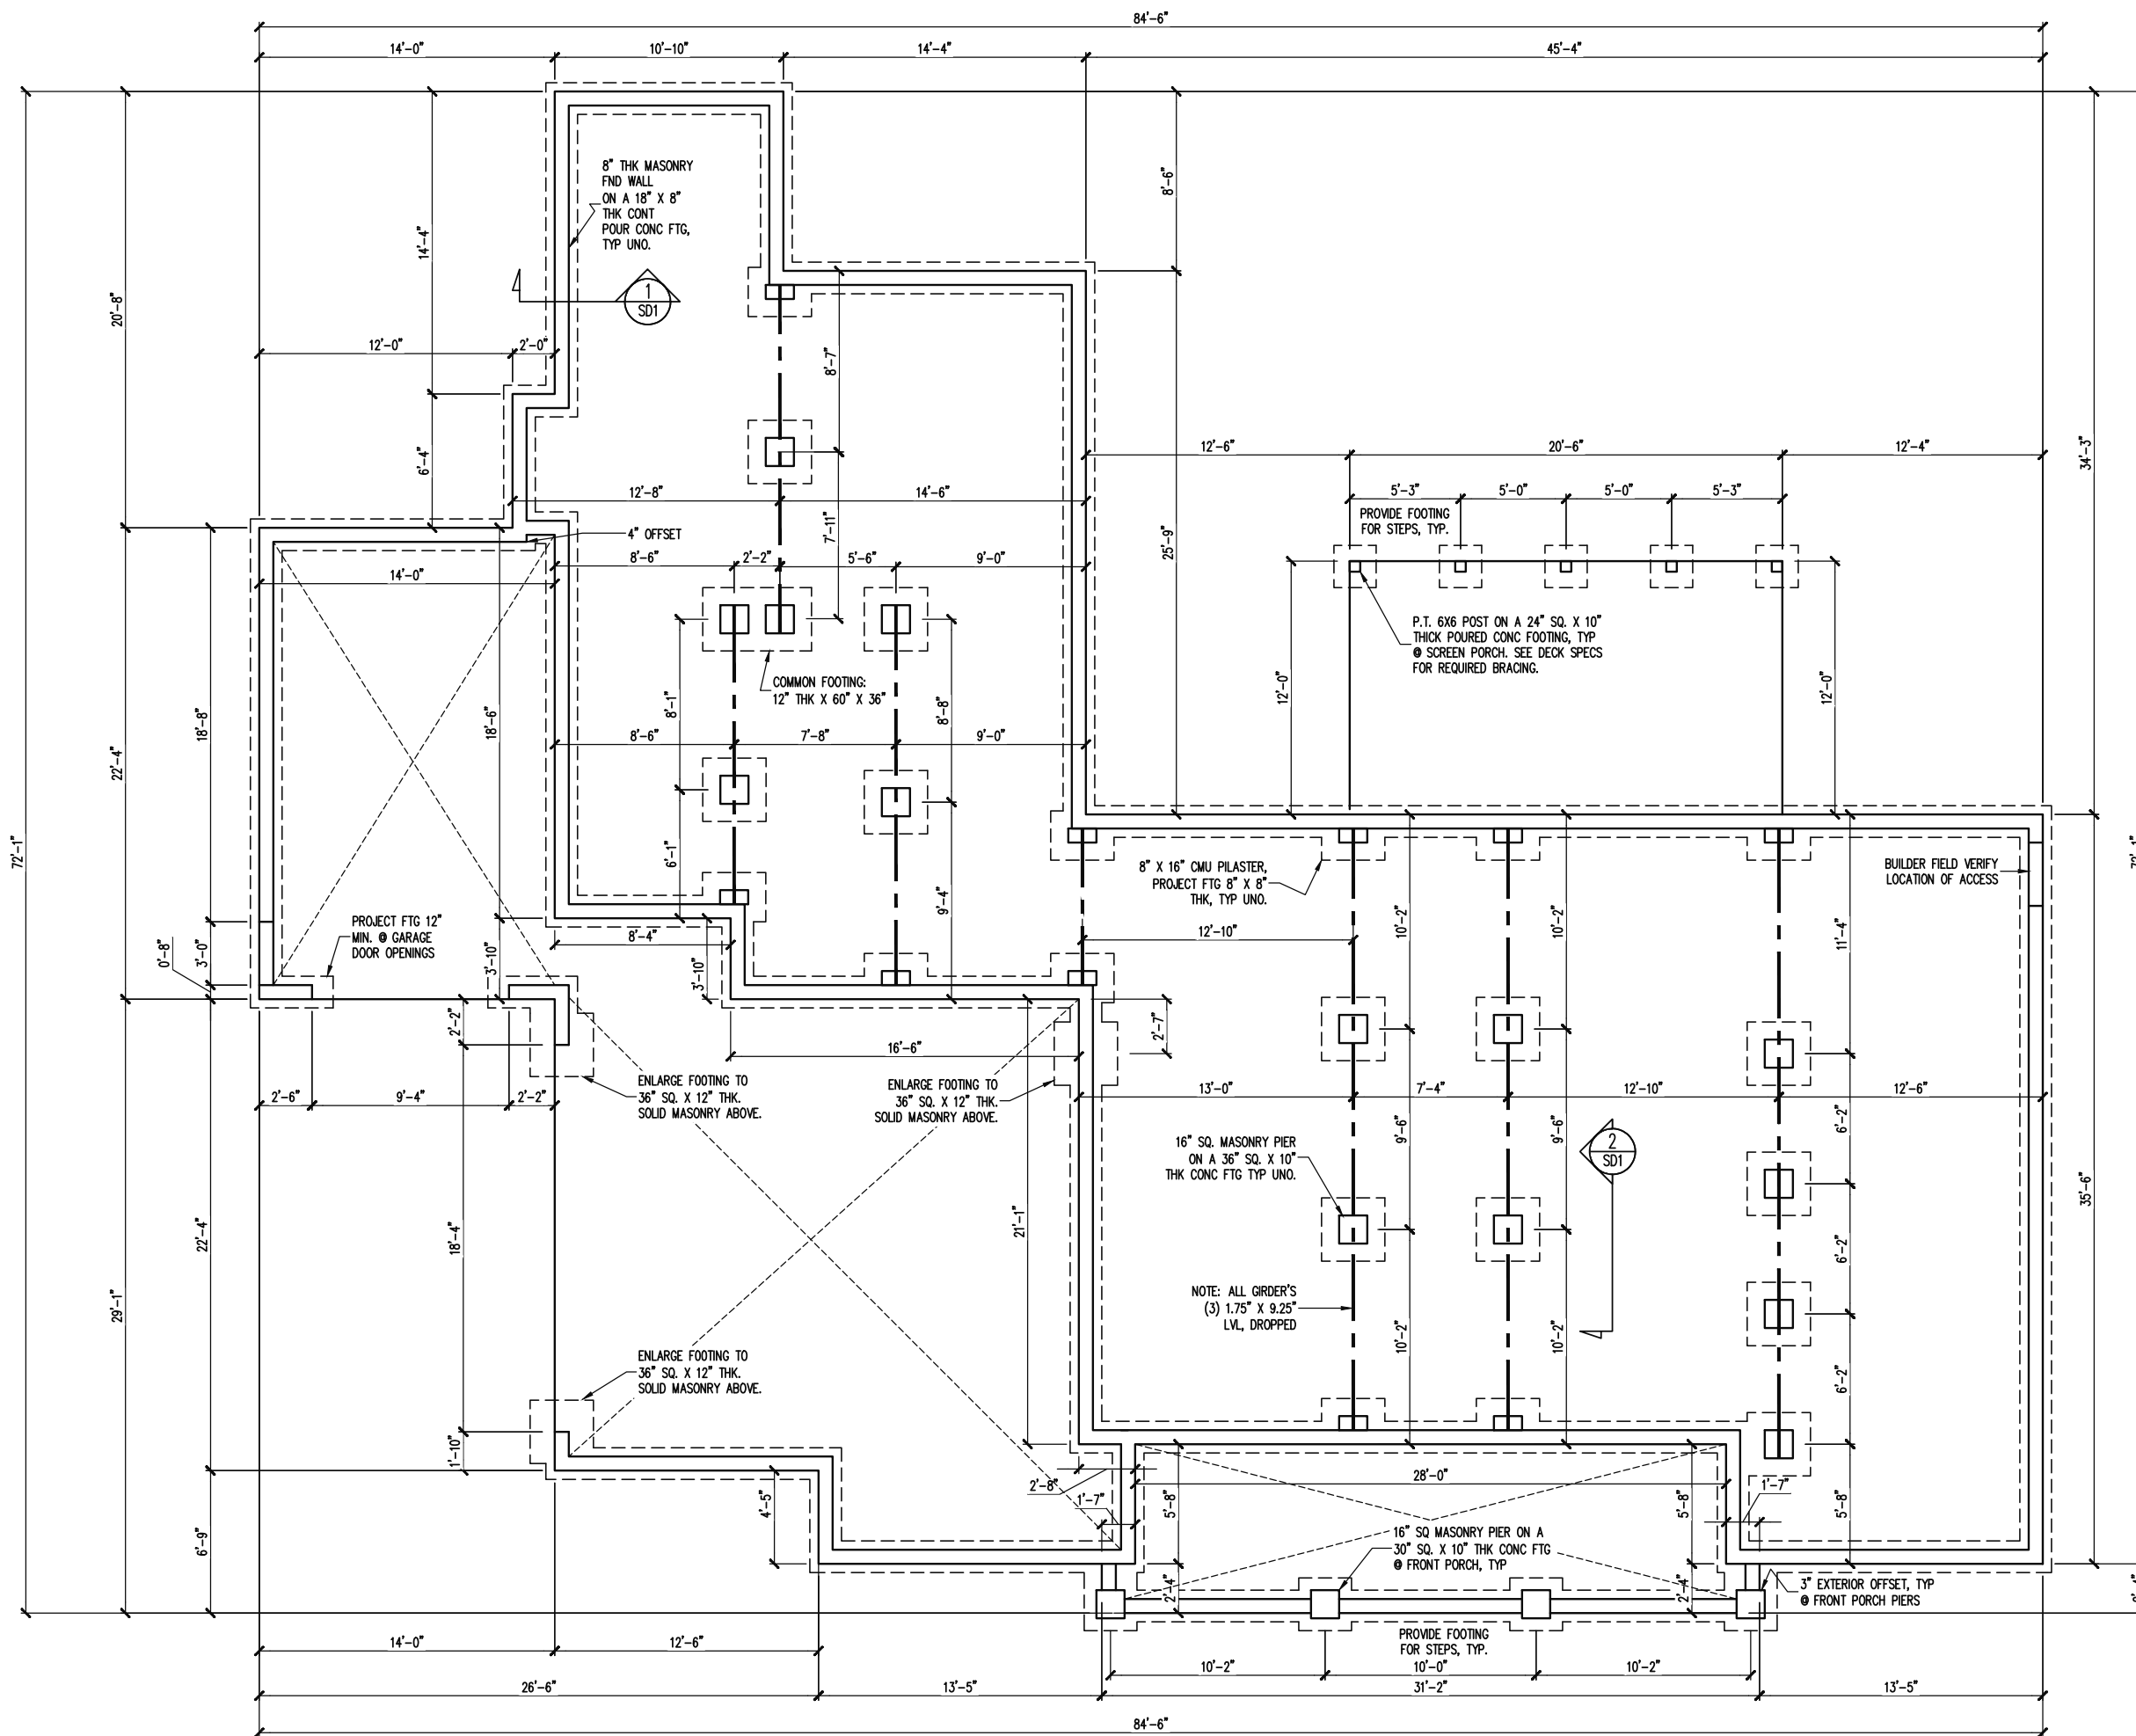 84'-6"
14'-0"
10'-10"
14'-4"
45'-4"
8" THK MASONRY
FND WALL
ON A 18" X 8"
THK CONT
POUR CONC FTG,
TYP UNO.
8'-6"
14'-4"
20'-8"
1
SD1
12'-0"
2'-0"
8'-7"
6'-4"
12'-6"
20'-6"
12'-4"
34'-3"
12'-8"
14'-6"
5'-3"
5'-0"
5'-0"
5'-3"
PROVIDE FOOTING
FOR STEPS, TYP.
7'-11"
4" OFFSET
25'-9"
8'-6"
2'-2"
5'-6"
9'-0"
14'-0"
P.T. 6X6 POST ON A 24" SQ. X 10"
THICK POURED CONC FOOTING, TYP
@ SCREEN PORCH. SEE DECK SPECS
FOR REQUIRED BRACING.
COMMON FOOTING:
12" THK X 60" X 36"
12'-0"
12'-0"
8'-1"
8'-8"
18'-8"
18'-6"
22'-4"
8'-6"
7'-8"
9'-0"
72'-1"
72'-1"
6'-1"
9'-4"
8" X 16" CMU PILASTER,
PROJECT FTG 8" X 8"
THK, TYP UNO.
BUILDER FIELD VERIFY
LOCATION OF ACCESS
PROJECT FTG 12"
MIN. @ GARAGE
DOOR OPENINGS
0'-8"
3'-0"
3'-10"
8'-4"
3'-10"
12'-10"
10'-2"
10'-2"
11'-4"
2'-2"
16'-6"
2'-7"
ENLARGE FOOTING TO
36" SQ. X 12" THK.
SOLID MASONRY ABOVE.
ENLARGE FOOTING TO
36" SQ. X 12" THK.
SOLID MASONRY ABOVE.
2'-6"
9'-4"
2'-2"
13'-0"
7'-4"
12'-10"
12'-6"
16" SQ. MASONRY PIER
ON A 36" SQ. X 10"
THK CONC FTG TYP UNO.
9'-6"
9'-6"
6'-2"
2
SD1
35'-6"
18'-4"
22'-4"
21'-1"
6'-2"
29'-1"
NOTE: ALL GIRDER'S
(3) 1.75" X 9.25"
LVL, DROPPED
10'-2"
10'-2"
6'-2"
ENLARGE FOOTING TO
36" SQ. X 12" THK.
SOLID MASONRY ABOVE.
1'-10"
2'-8"
28'-0"
1'-7"
1'-7"
4'-5"
5'-8"
5'-8"
5'-8"
6'-9"
16" SQ MASONRY PIER ON A
30" SQ. X 10" THK CONC FTG
@ FRONT PORCH, TYP
2'-4"
2'-4"
3" EXTERIOR OFFSET, TYP
@ FRONT PORCH PIERS
PROVIDE FOOTING
FOR STEPS, TYP.
14'-0"
12'-6"
10'-2"
10'-0"
10'-2"
26'-6"
13'-5"
31'-2"
13'-5"
84'-6"